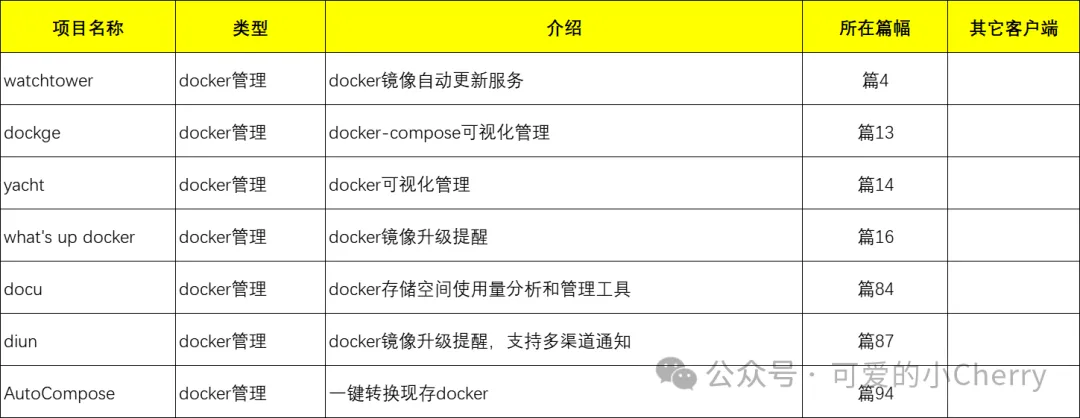 项目名称 类型 介绍 所在篇幅 其它客户端
watchtower docker管理 docker镜像自动更新服务 篇4
dockge docker管理 docker-compose可视化管理 篇13
yacht docker管理 docker可视化管理 篇14
what's up docker docker管理 docker镜像升级提醒 篇16
docu docker管理 docker存储空间使用量分析和管理工具 篇84
diun docker管理 docker镜像升级提醒，支持多渠道通知 篇87
公众号·可爱的小Cherry
AutoCompose docker管理 一键转换现存docker 篇94